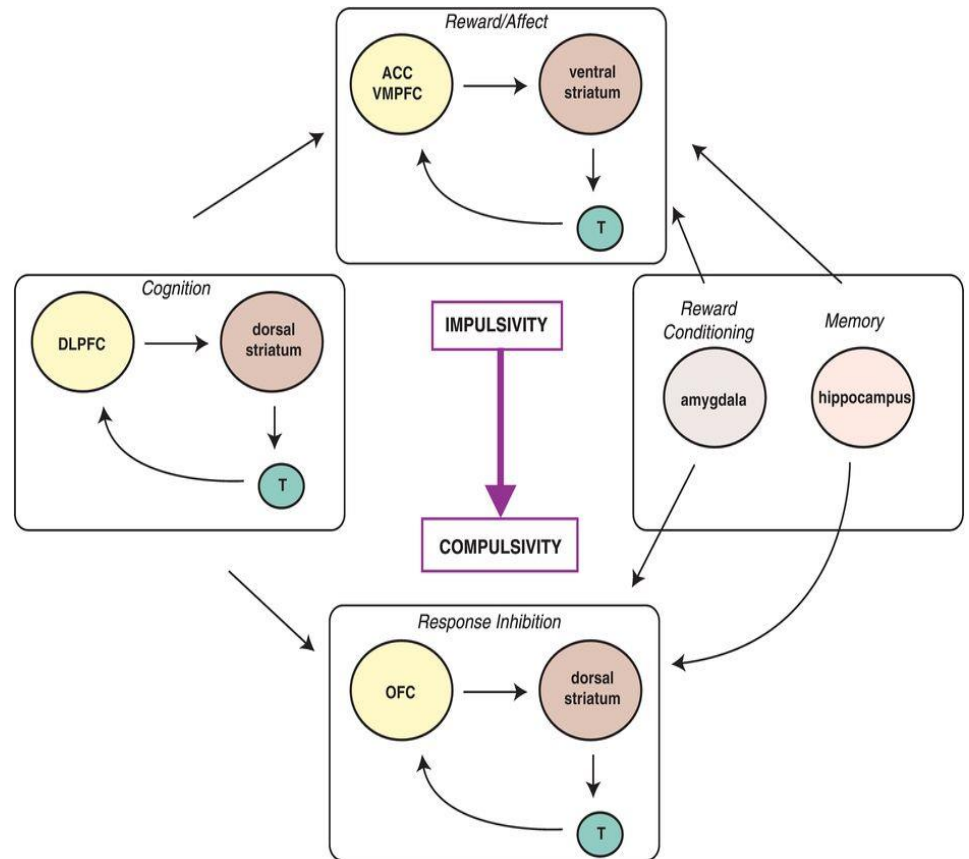 Reward/Affect
ACC
VMPFC
ventral
striatum
T
Cognition
DLPFC
dorsal
striatum
T
IMPULSIVITY
COMPULSIVITY
Reward
Conditioning
Memory
amygdala
hippocampus
Response Inhibition
OFC
dorsal
striatum
T